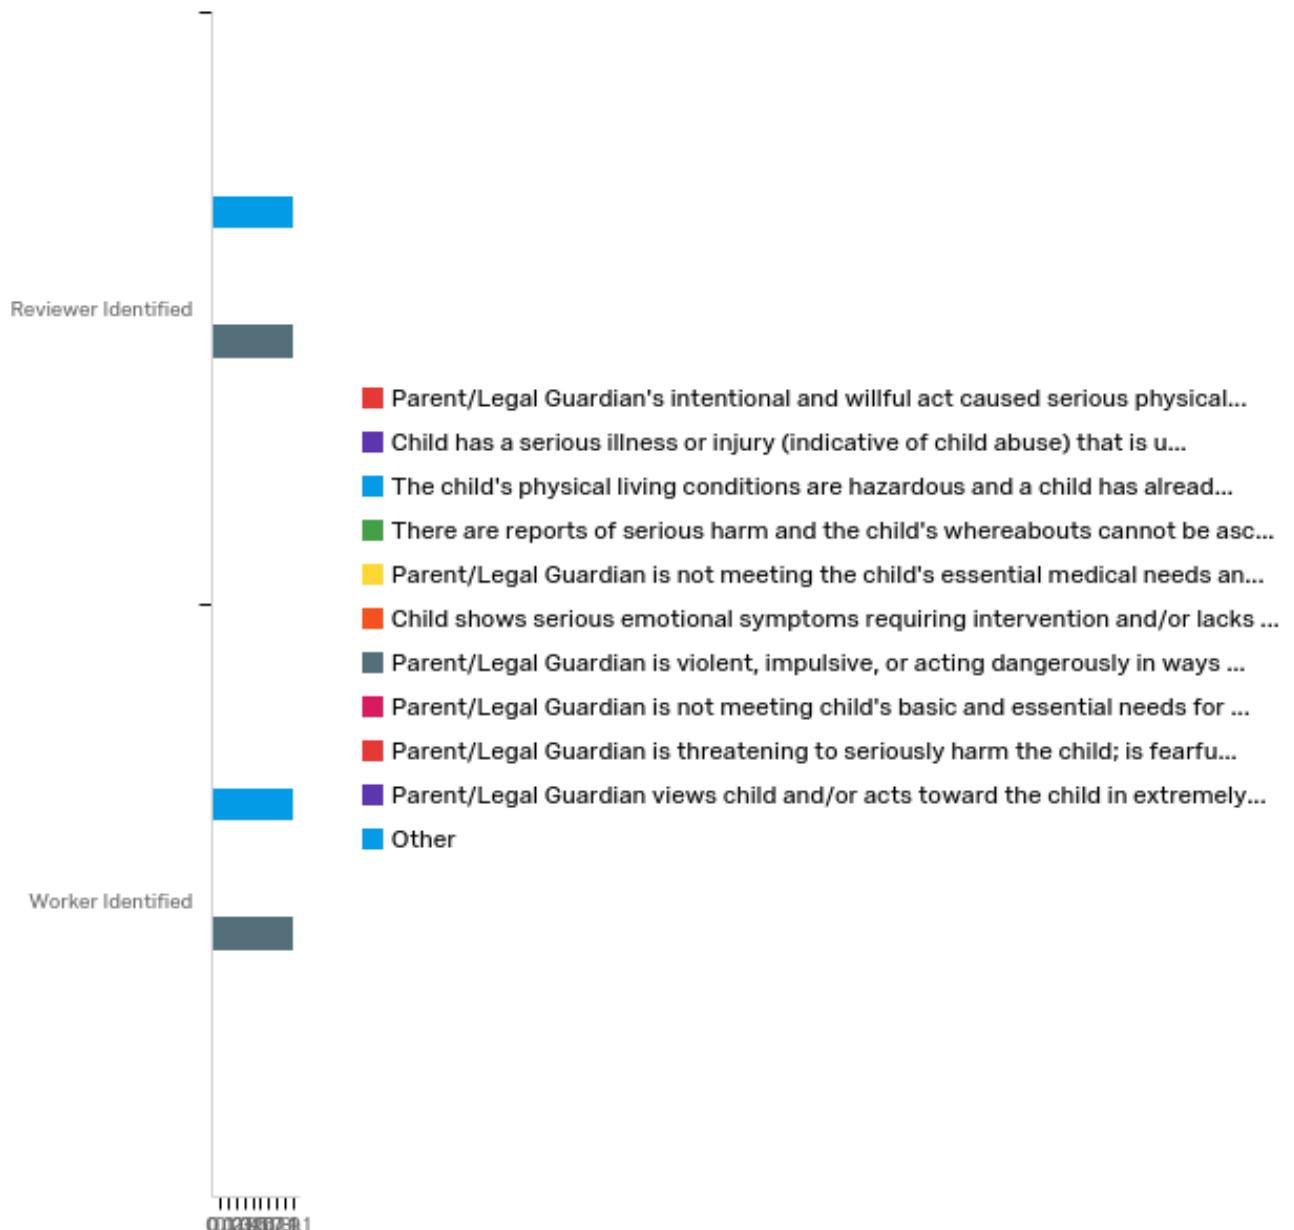 Reviewer Identified
Parent/Legal Guardian's intentional and willful act caused serious physical...
Child has a serious illness or injury (indicative of child abuse) that is u...
The child's physical living conditions are hazardous and a child has alread...
There are reports of serious harm and the child's whereabouts cannot be asc...
Parent/Legal Guardian is not meeting the child's essential medical needs an...
Child shows serious emotional symptoms requiring intervention and/or lacks ...
Parent/Legal Guardian is violent, impulsive, or acting dangerously in ways ...
Parent/Legal Guardian is not meeting child's basic and essential needs for ...
Parent/Legal Guardian is threatening to seriously harm the child; is fearfu...
Parent/Legal Guardian views child and/or acts toward the child in extremely...
Other
Worker Identified